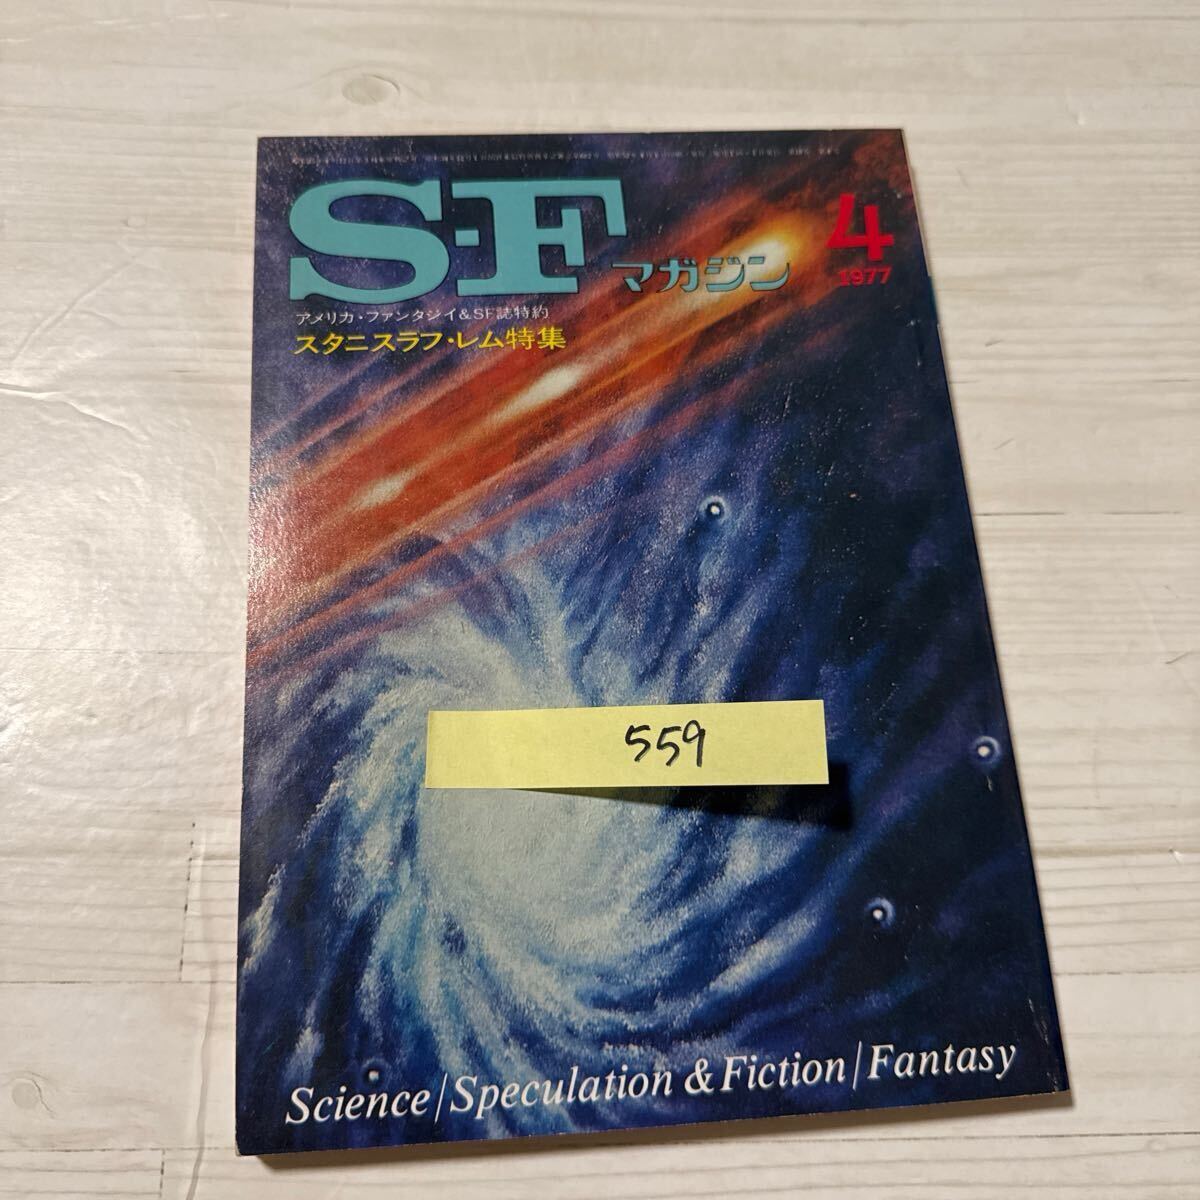 S-Fマガジン
4
1977
アメリカ・ファンタジイ&SF誌特約
スタニスラフ・レム特集
559
Science/Speculation & Fiction/Fantasy